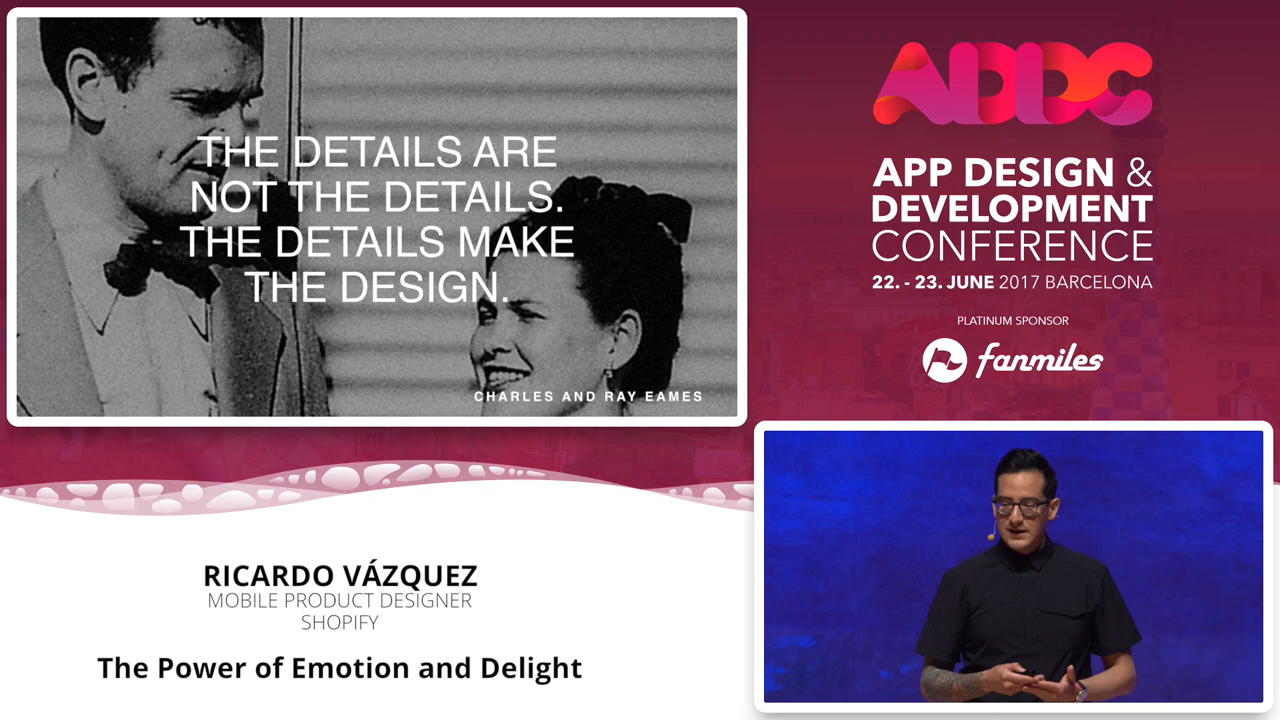 THE DETAILS ARE
NOT THE DETAILS.
THE DETAILS MAKE
THE DESIGN.
CHARLES AND RAY EAMES
ADDC
APP DESIGN &
DEVELOPMENT
CONFERENCE
22. - 23. JUNE 2017 BARCELONA
PLATINUM SPONSOR
fanmiles
RICARDO VÁZQUEZ
MOBILE PRODUCT DESIGNER
SHOPIFY
The Power of Emotion and Delight